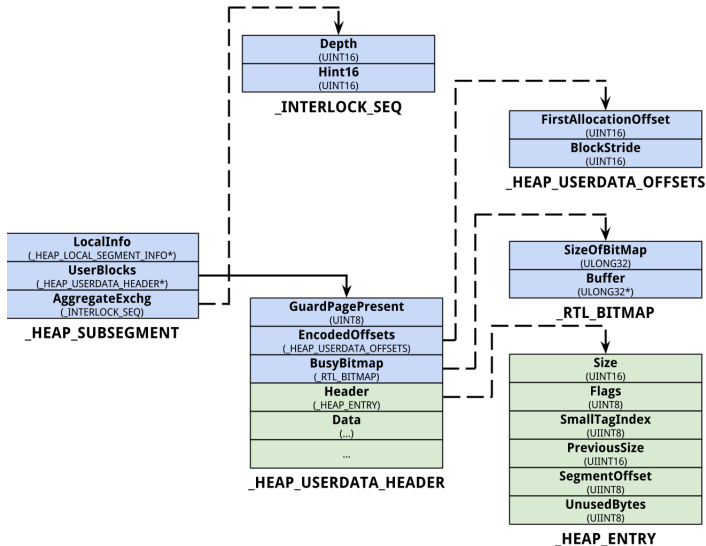 Depth
(UINT16)
Hint16
(UINT16)
_INTERLOCK_SEQ
FirstAllocationOffset
(UINT16)
BlockStride
(UINT16)
_HEAP_USERDATA_OFFSETS
LocalInfo
(_HEAP_LOCAL_SEGMENT_INFO*)
UserBlocks
(_HEAP_USERDATA_HEADER*)
AggregateExchg
(_INTERLOCK_SEQ)
_HEAP_SUBSEGMENT
SizeOfBitMap
(ULONG32)
Buffer
(ULONG32*)
_RTL_BITMAP
GuardPagePresent
(UINT8)
EncodedOffsets
(_HEAP_USERDATA_OFFSETS)
BusyBitmap
(_RTL_BITMAP)
Header
(_HEAP_ENTRY)
Data
(...)
...
_HEAP_USERDATA_HEADER
Size
(UINT16)
Flags
(UINT8)
SmallTagIndex
(UIINT8)
PreviousSize
(UIINT16)
SegmentOffset
(UIINT8)
UnusedBytes
(UIINT8)
_HEAP_ENTRY